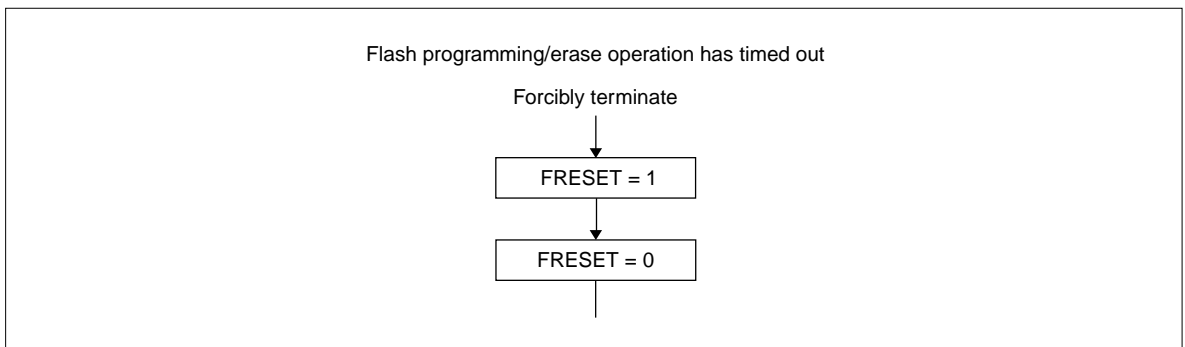 Flash programming/erase operation has timed out
Forcibly terminate
FRESET = 1
FRESET = 0